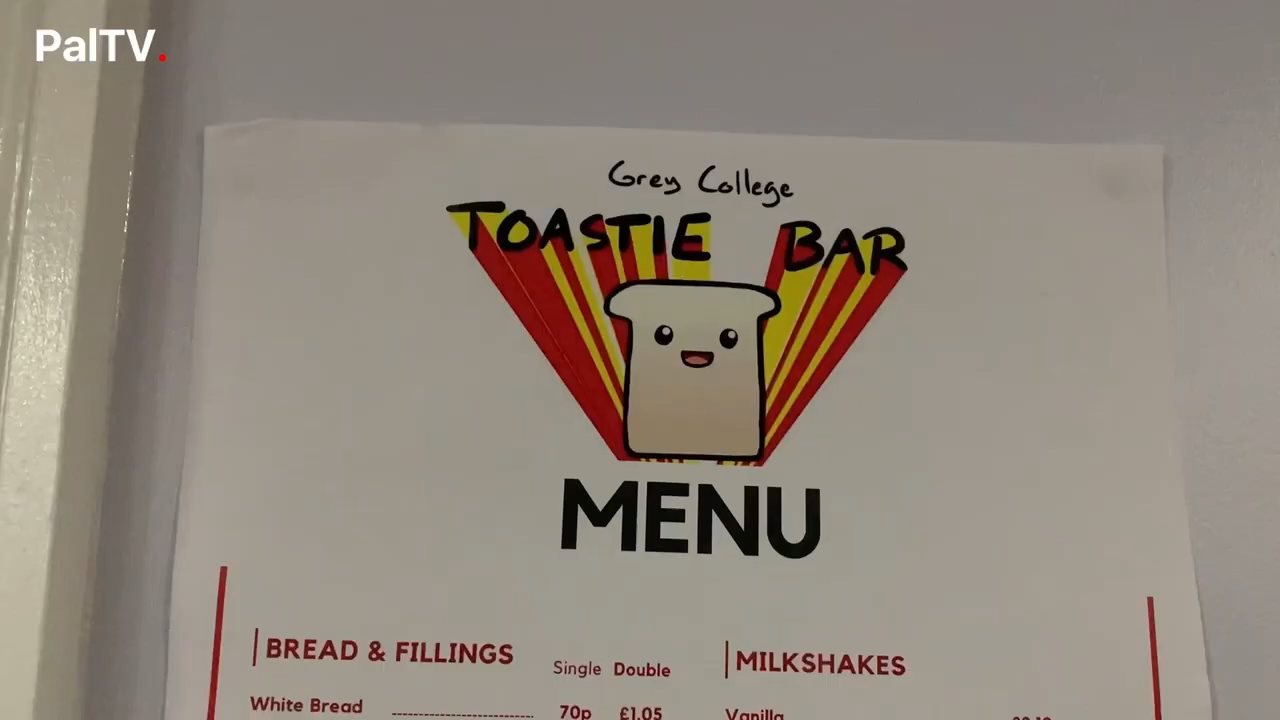 PalTV.
Grey College
TOASTIE BAR
MENU
BREAD & FILLINGS
Single Double
MILKSHAKES
White Bread 70p £1.05
Vanilla